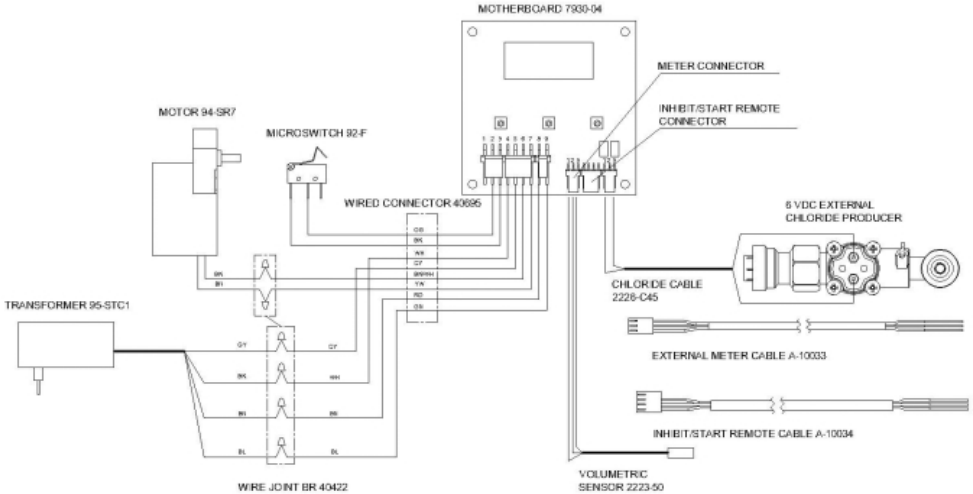 MOTHERBOARD 7930-04
METER CONNECTOR
INHIBIT/START REMOTE
CONNECTOR
MOTOR 94-SR7
MICROSWITCH 92-F
1 2 3 4 5 6 7 8 9
WIRED CONNECTOR 40695
6 VDC EXTERNAL
CHLORIDE PRODUCER
BK
WH
GY
YW
RD
BN
BH
CHLORIDE CABLE
2226-C45
TRANSFORMER 95-STC1
EXTERNAL METER CABLE A-10033
GY
GY
BK
WH
BN
BL
BL
INHIBIT/START REMOTE CABLE A-10034
WIRE JOINT BR 40422
VOLUMETRIC
SENSOR 2223-50